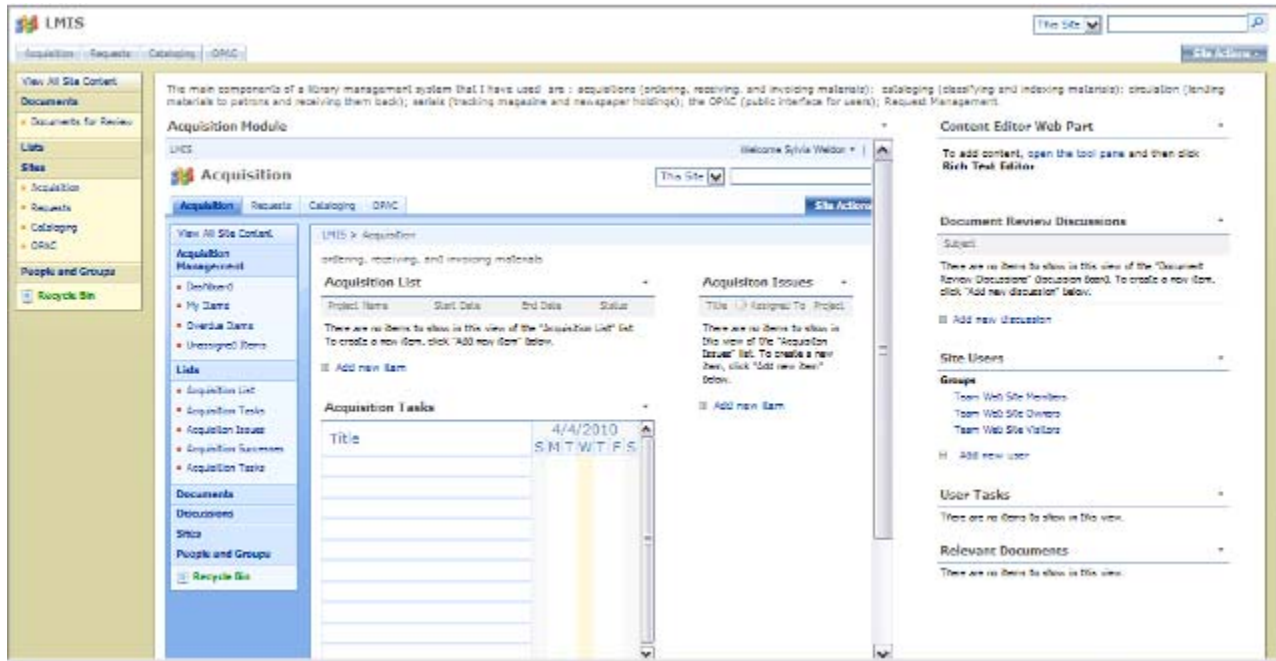 LMIS
This Site
Acquisition Requests Cataloging OPAC
Site Actions
View All Site Content
Documents
Documents for Review
Lists
Sites
Acquisition
Requests
Cataloging
OPAC
People and Groups
Recycle Bin
The main components of a library management system that I have used are : acquisitions (ordering, receiving, and invoicing materials); cataloging (classifying and indexing materials); circulation (lending
materials to patrons and receiving them back); serials (tracking magazine and newspaper holdings); the OPAC (public interface for users); Request Management.
Acquisition Module
LMIS
Welcome Sylvia Weldon
Acquisition
This Site
Acquisition Requests Cataloging OPAC
Site Actions
View All Site Content
Acquisition
Management
Dashboard
My Items
Overdue Items
Unassigned Items
Lists
Acquisition List
Acquisition Tasks
Acquisition Issues
Acquisition Successes
Acquisition Tasks
Documents
Discussions
Sites
People and Groups
Recycle Bin
LMIS > Acquisition
ordering, receiving, and invoicing materials
Acquisition List
Project Name Start Date End Date Status
There are no items to show in this view of the "Acquisition List" list.
To create a new item, click "Add new item" below.
Add new item
Acquisition Tasks
Title
4/4/2010
S M T W T F S
Acquisiton Issues
Title Assigned To Project
There are no items to show in
this view of the "Acquisition
Issues" list. To create a new
item, click "Add new item"
below.
Add new item
Content Editor Web Part
To add content, open the tool pane and then click
Rich Text Editor
Document Review Discussions
Subject
There are no items to show in this view of the "Document
Review Discussions" discussion board. To create a new item,
click "Add new discussion" below.
Add new discussion
Site Users
Groups
Team Web Site Members
Team Web Site Owners
Team Web Site Visitors
Add new user
User Tasks
There are no items to show in this view.
Relevant Documents
There are no items to show in this view.